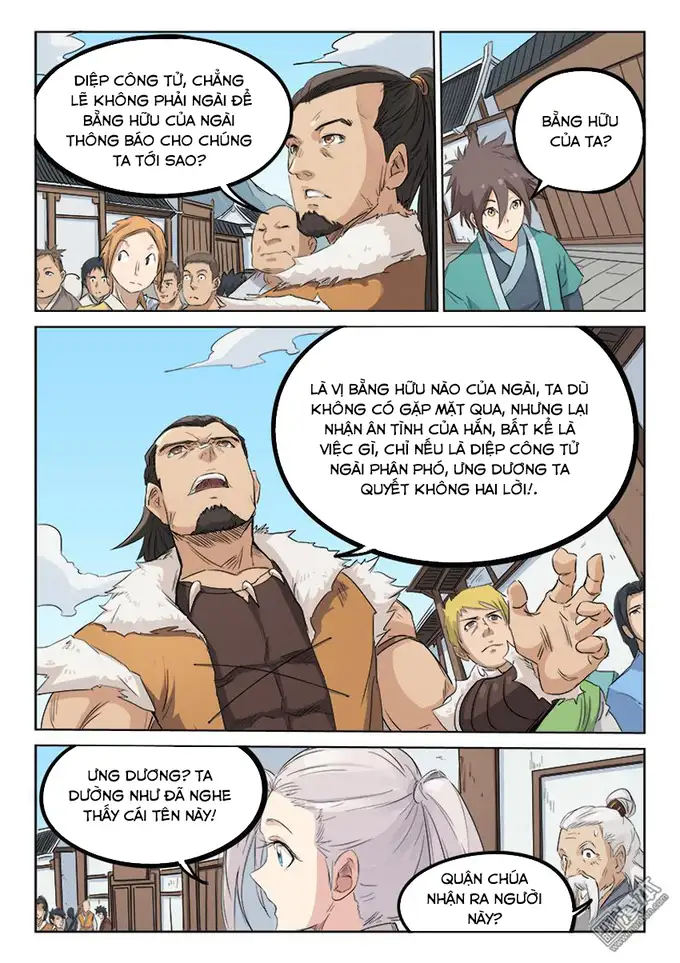 DIỆP CÔNG TỬ, CHẲNG
LẼ KHÔNG PHẢI NGÀI ĐỂ
BẰNG HỮU CỦA NGÀI
THÔNG BÁO CHO CHÚNG
TA TỚI SAO?
BẰNG HỮU
CỦA TA?
LÀ VỊ BẰNG HỮU NÀO CỦA NGÀI, TA DÙ
KHÔNG CÓ GẶP MẶT QUA, NHƯNG LẠI
NHẬN ÂN TÌNH CỦA HẮN, BẤT KỂ LÀ
VIỆC GÌ, CHỈ NẾU LÀ DIỆP CÔNG TỬ
NGÀI PHÂN PHÓ, ƯNG DƯƠNG TA
QUYẾT KHÔNG HAI LỜI!.
ƯNG DƯƠNG? TA
DƯỜNG NHƯ ĐÃ NGHE
THẤY CÁI TÊN NÀY!
QUẬN CHÚA
NHẬN RA NGƯỜI
NÀY?